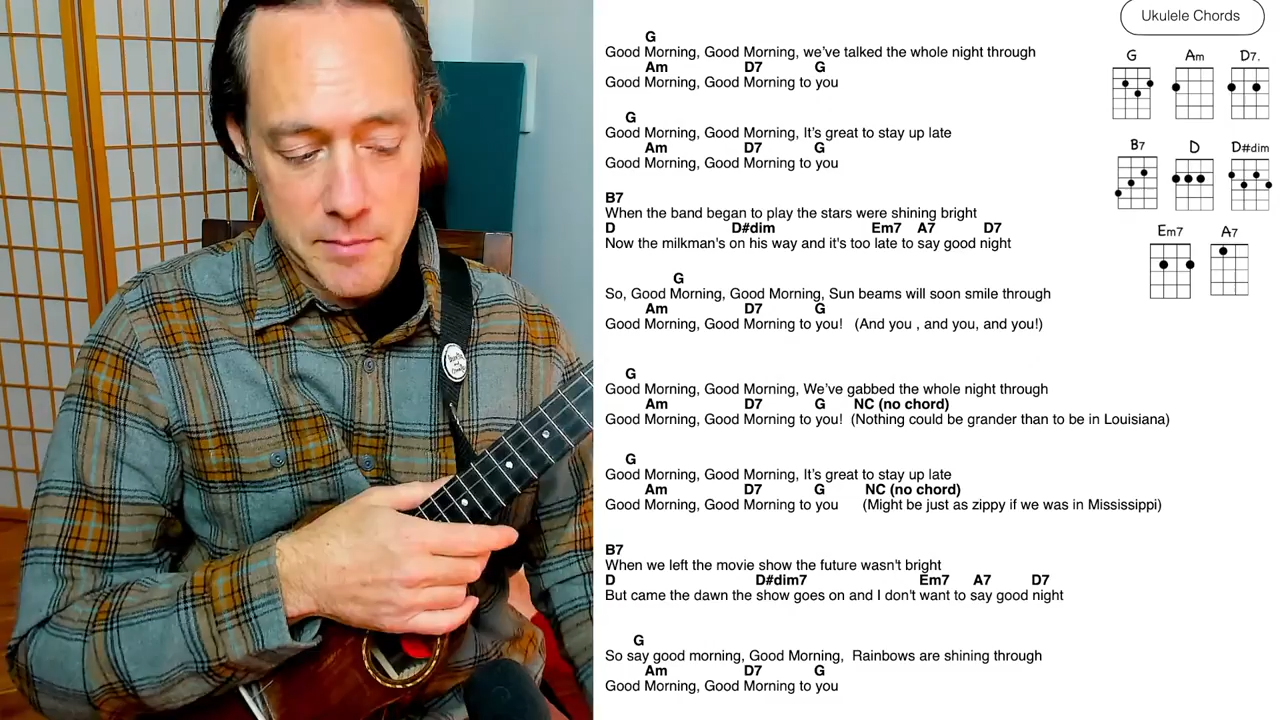 G
Good Morning, Good Morning, we've talked the whole night through
Am D7 G
Good Morning, Good Morning to you
G
Good Morning, Good Morning, It's great to stay up late
Am D7 G
Good Morning, Good Morning to you
B7
When the band began to play the stars were shining bright
D D#dim Em7 A7 D7
Now the milkman's on his way and it's too late to say good night
G
So, Good Morning, Good Morning, Sun beams will soon smile through
Am D7 G
Good Morning, Good Morning to you! (And you , and you, and you!)
G
Good Morning, Good Morning, We've gabbed the whole night through
Am D7 G NC (no chord)
Good Morning, Good Morning to you! (Nothing could be grander than to be in Louisiana)
G
Good Morning, Good Morning, It's great to stay up late
Am D7 G NC (no chord)
Good Morning, Good Morning to you (Might be just as zippy if we was in Mississippi)
B7
When we left the movie show the future wasn't bright
D D#dim7 Em7 A7 D7
But came the dawn the show goes on and I don't want to say good night
G
So say good morning, Good Morning, Rainbows are shining through
Am D7 G
Good Morning, Good Morning to you
Ukulele Chords
G Am D7.
B7 D D#dim
Em7 A7